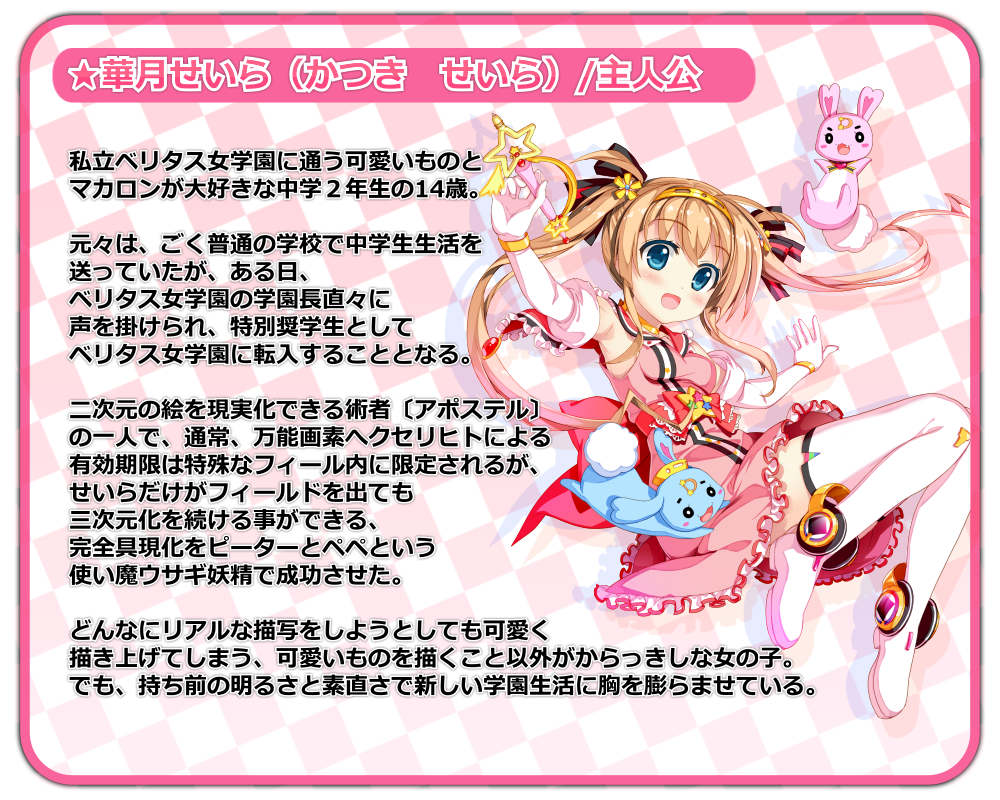 ★華月せいら（かつき　せいら）/主人公
私立ベリタス女学園に通う可愛いものと
マカロンが大好きな中学２年生の14歳。
元々は、ごく普通の学校で中学生生活を
送っていたが、ある日、
ベリタス女学園の学園長直々に
声を掛けられ、特別奨学生として
ベリタス女学園に転入することとなる。
二次元の絵を現実化できる術者〔アポステル〕
の一人で、通常、万能画素ヘクセリヒトによる
有効期限は特殊なフィール内に限定されるが、
せいらだけがフィールドを出ても
三次元化を続ける事ができる、
完全具現化をピーターとペペという
使い魔ウサギ妖精で成功させた。
どんなにリアルな描写をしようとしても可愛く
描き上げてしまう、可愛いものを描くこと以外がからっきしな女の子。
でも、持ち前の明るさと素直さで新しい学園生活に胸を膨らませている。